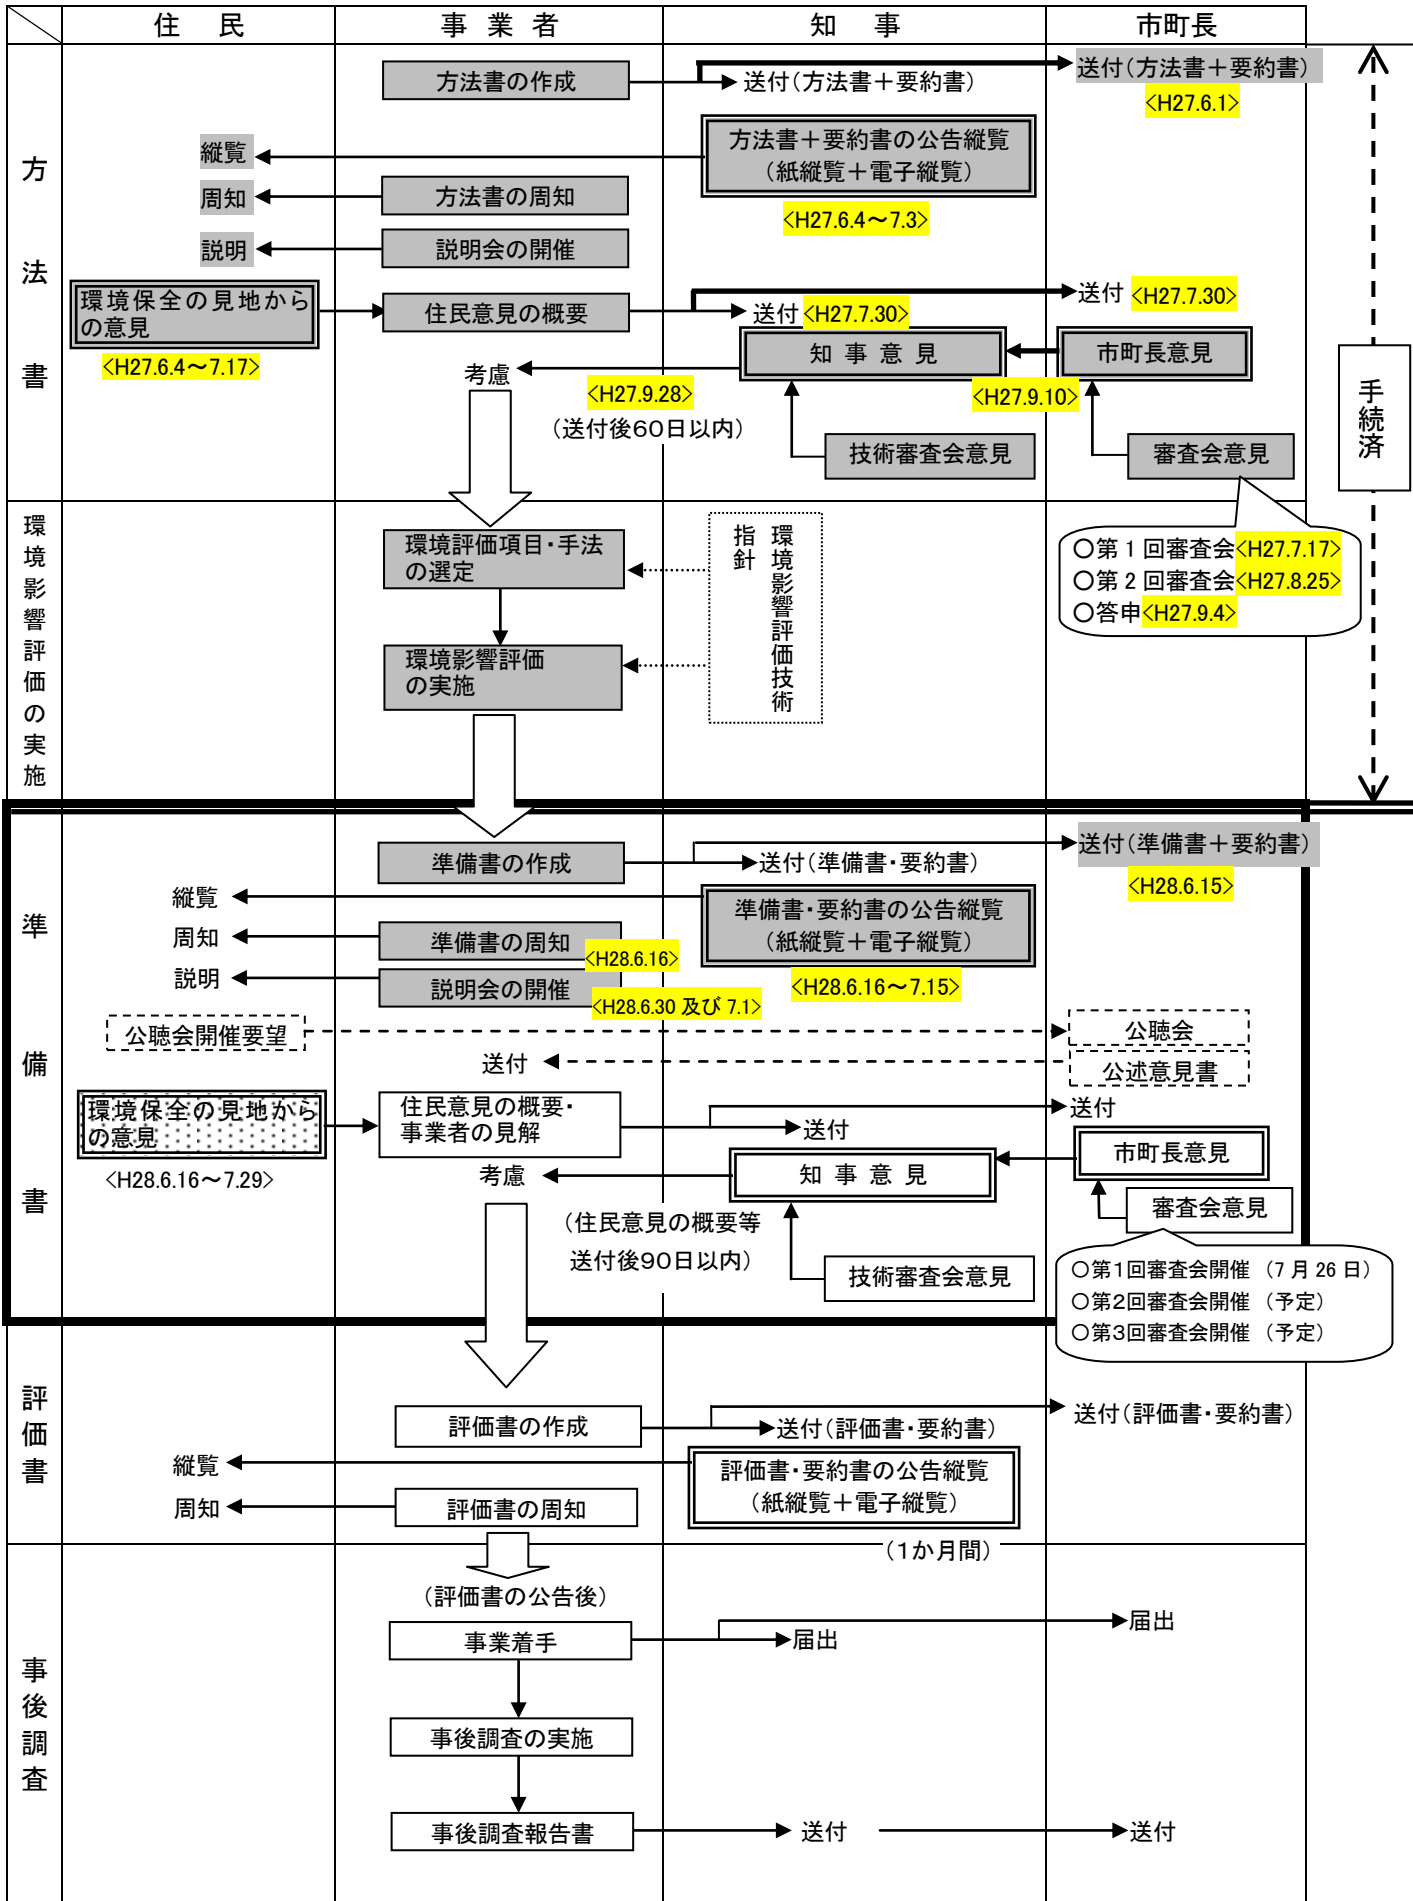 住　民
事 業 者
知　事
市町長
方法書
方法書の作成
送付（方法書＋要約書）
送付（方法書＋要約書）
<H27.6.1>
縦覧
方法書＋要約書の公告縦覧
（紙縦覧＋電子縦覧）
<H27.6.4～7.3>
周知
方法書の周知
説明
説明会の開催
環境保全の見地から
の意見
<H27.6.4～7.17>
住民意見の概要
送付<H27.7.30>
送付 <H27.7.30>
知 事 意 見
市町長意見
考慮
<H27.9.28>
（送付後60日以内）
<H27.9.10>
技術審査会意見
審査会意見
手続済
環境影響評価の実施
環境評価項目・手法
の選定
環境影響評価
の実施
環境影響評価技術
指針
○第 1 回審査会<H27.7.17>
○第 2 回審査会<H27.8.25>
○答申<H27.9.4>
準備書
準備書の作成
送付（準備書・要約書）
送付（準備書＋要約書）
<H28.6.15>
縦覧
準備書・要約書の公告縦覧
（紙縦覧＋電子縦覧）
<H28.6.16～7.15>
周知
準備書の周知
<H28.6.16>
説明
説明会の開催
<H28.6.30 及び 7.1>
公聴会開催要望
公聴会
送付
公述意見書
環境保全の見地から
の意見
<H28.6.16～7.29>
住民意見の概要・
事業者の見解
送付
送付
考慮
知 事 意 見
市町長意見
（住民意見の概要等
送付後90日以内）
技術審査会意見
審査会意見
○第1回審査会開催 （7 月 26 日）
○第2回審査会開催 （予定）
○第3回審査会開催 （予定）
評価書
評価書の作成
送付（評価書・要約書）
送付（評価書・要約書）
縦覧
評価書・要約書の公告縦覧
（紙縦覧＋電子縦覧）
周知
評価書の周知
（1か月間）
事後調査
（評価書の公告後）
事業着手
届出
届出
事後調査の実施
事後調査報告書
送付
送付